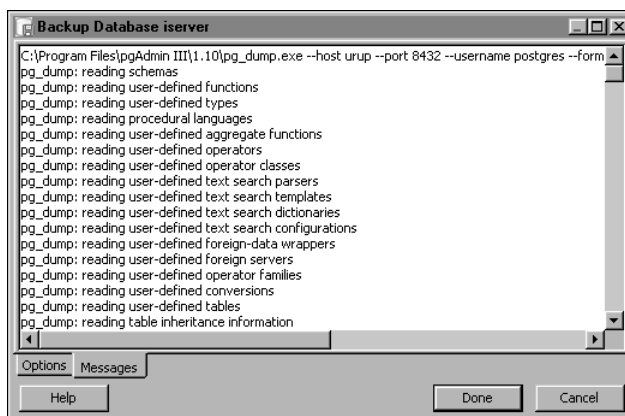 Backup Database iserver
C:\Program Files\pgAdmin III\1.10\pg_dump.exe --host urup --port 8432 --username postgres --form
pg_dump: reading schemas
pg_dump: reading user-defined functions
pg_dump: reading user-defined types
pg_dump: reading procedural languages
pg_dump: reading user-defined aggregate functions
pg_dump: reading user-defined operators
pg_dump: reading user-defined operator classes
pg_dump: reading user-defined text search parsers
pg_dump: reading user-defined text search templates
pg_dump: reading user-defined text search dictionaries
pg_dump: reading user-defined text search configurations
pg_dump: reading user-defined foreign-data wrappers
pg_dump: reading user-defined foreign servers
pg_dump: reading user-defined operator families
pg_dump: reading user-defined conversions
pg_dump: reading user-defined tables
pg_dump: reading table inheritance information
Options Messages
Help Done Cancel